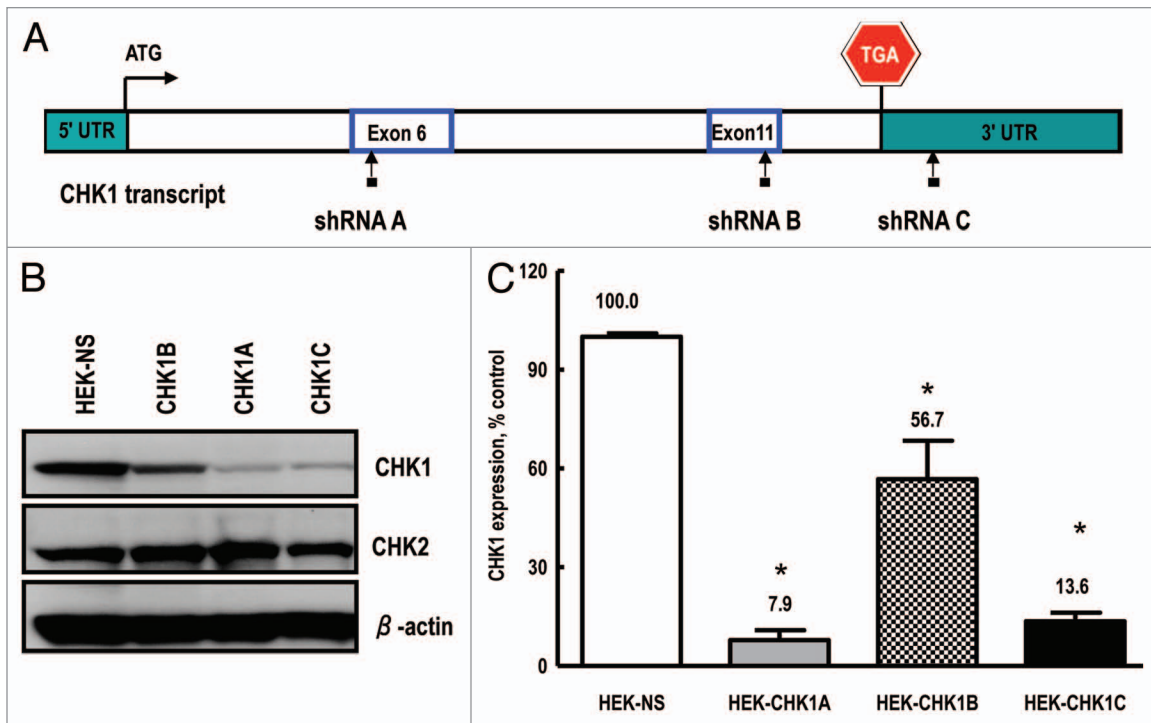 A
ATG
TGA
5' UTR
Exon 6
Exon11
3' UTR
CHK1 transcript
shRNA A
shRNA B
shRNA C
B
HEK-NS
CHK1B
CHK1A
CHK1C
CHK1
CHK2
β-actin
C
CHK1 expression, % control
120
90
60
30
0
100.0
*
7.9
*
56.7
*
13.6
HEK-NS
HEK-CHK1A
HEK-CHK1B
HEK-CHK1C